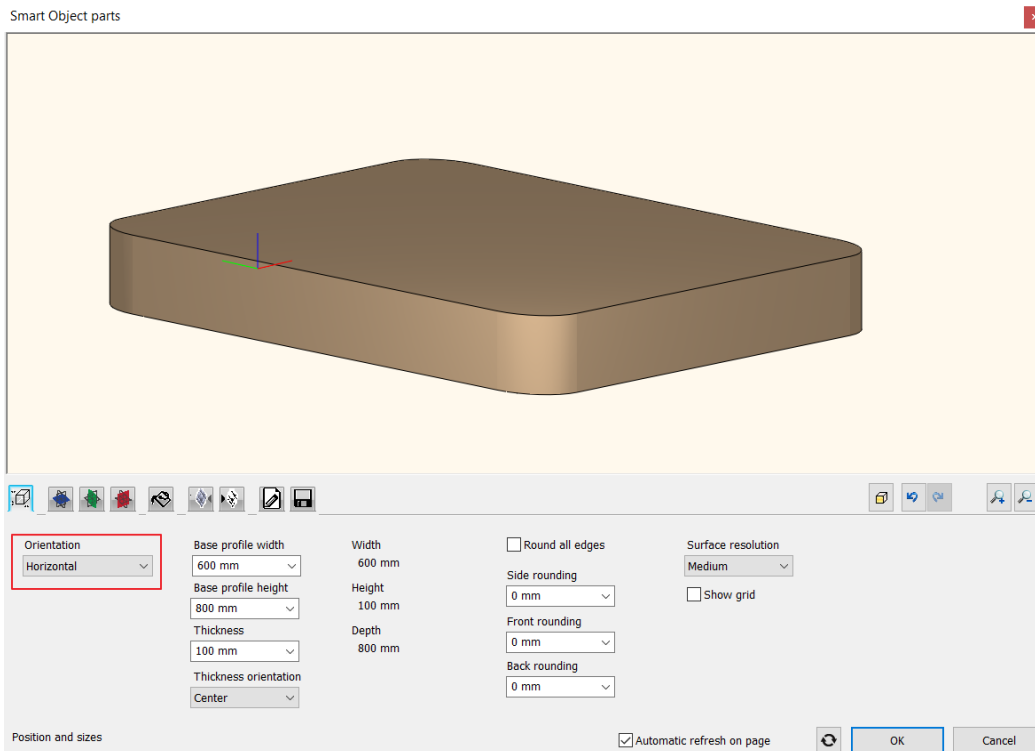 Smart Object parts
Orientation
Horizontal
Base profile width
600 mm
Base profile height
800 mm
Thickness
100 mm
Thickness orientation
Center
Width
600 mm
Height
100 mm
Depth
800 mm
Round all edges
Side rounding
0 mm
Front rounding
0 mm
Back rounding
0 mm
Surface resolution
Medium
Show grid
Position and sizes
Automatic refresh on page
OK
Cancel